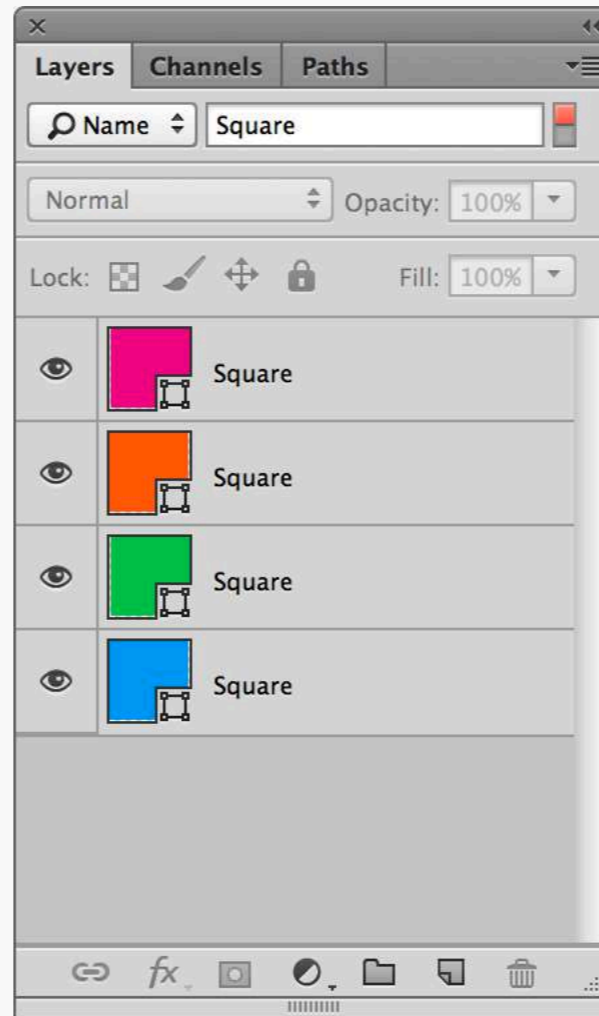 Layers Channels Paths
Name Square
Normal Opacity: 100%
Lock: Fill: 100%
Square
Square
Square
Square
fx